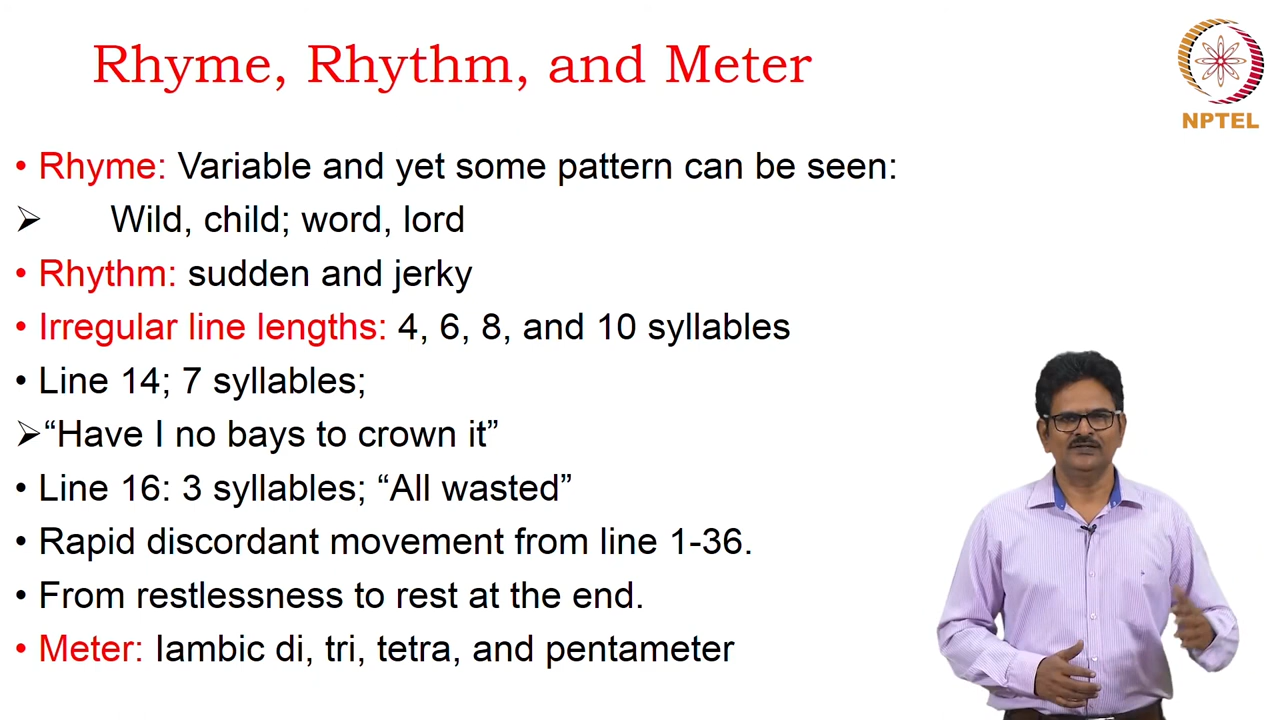 Rhyme, Rhythm, and Meter
NPTEL
• Rhyme: Variable and yet some pattern can be seen:
➢ Wild, child; word, lord
• Rhythm: sudden and jerky
• Irregular line lengths: 4, 6, 8, and 10 syllables
• Line 14; 7 syllables;
➢“Have I no bays to crown it”
• Line 16: 3 syllables; “All wasted”
• Rapid discordant movement from line 1-36.
• From restlessness to rest at the end.
• Meter: Iambic di, tri, tetra, and pentameter